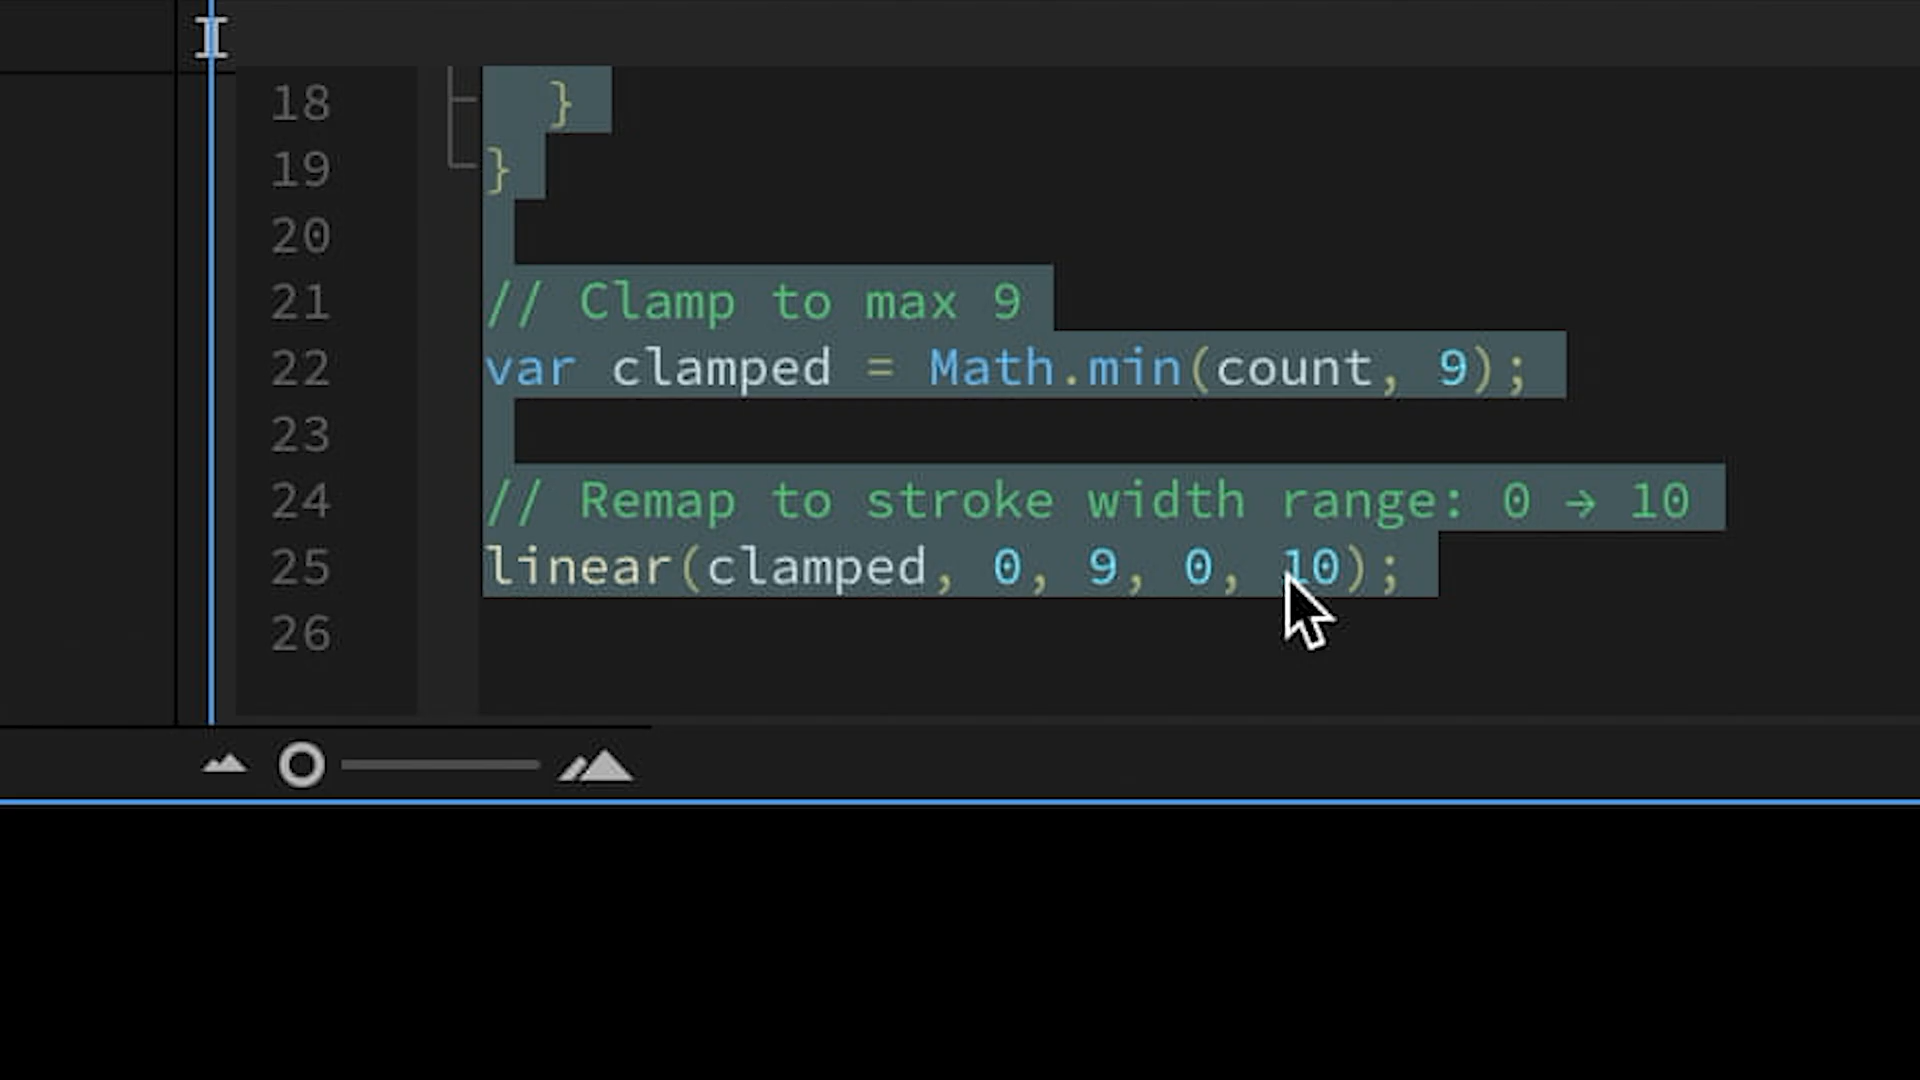 18 }
19 }
20
21 // Clamp to max 9
22 var clamped = Math.min(count, 9);
23
24 // Remap to stroke width range: 0 → 10
25 linear(clamped, 0, 9, 0, 10);
26